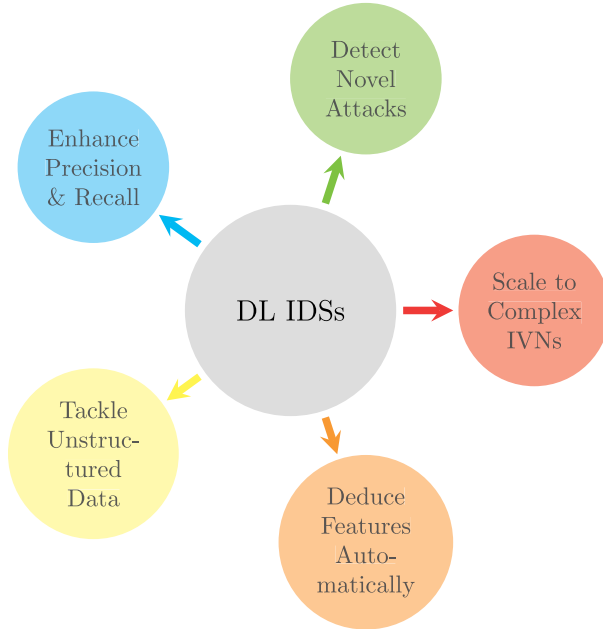 Detect
Novel
Attacks
Enhance
Precision
& Recall
DL IDSs
Scale to
Complex
IVNs
Tackle
Unstruc-
tured
Data
Deduce
Features
Auto-
matically